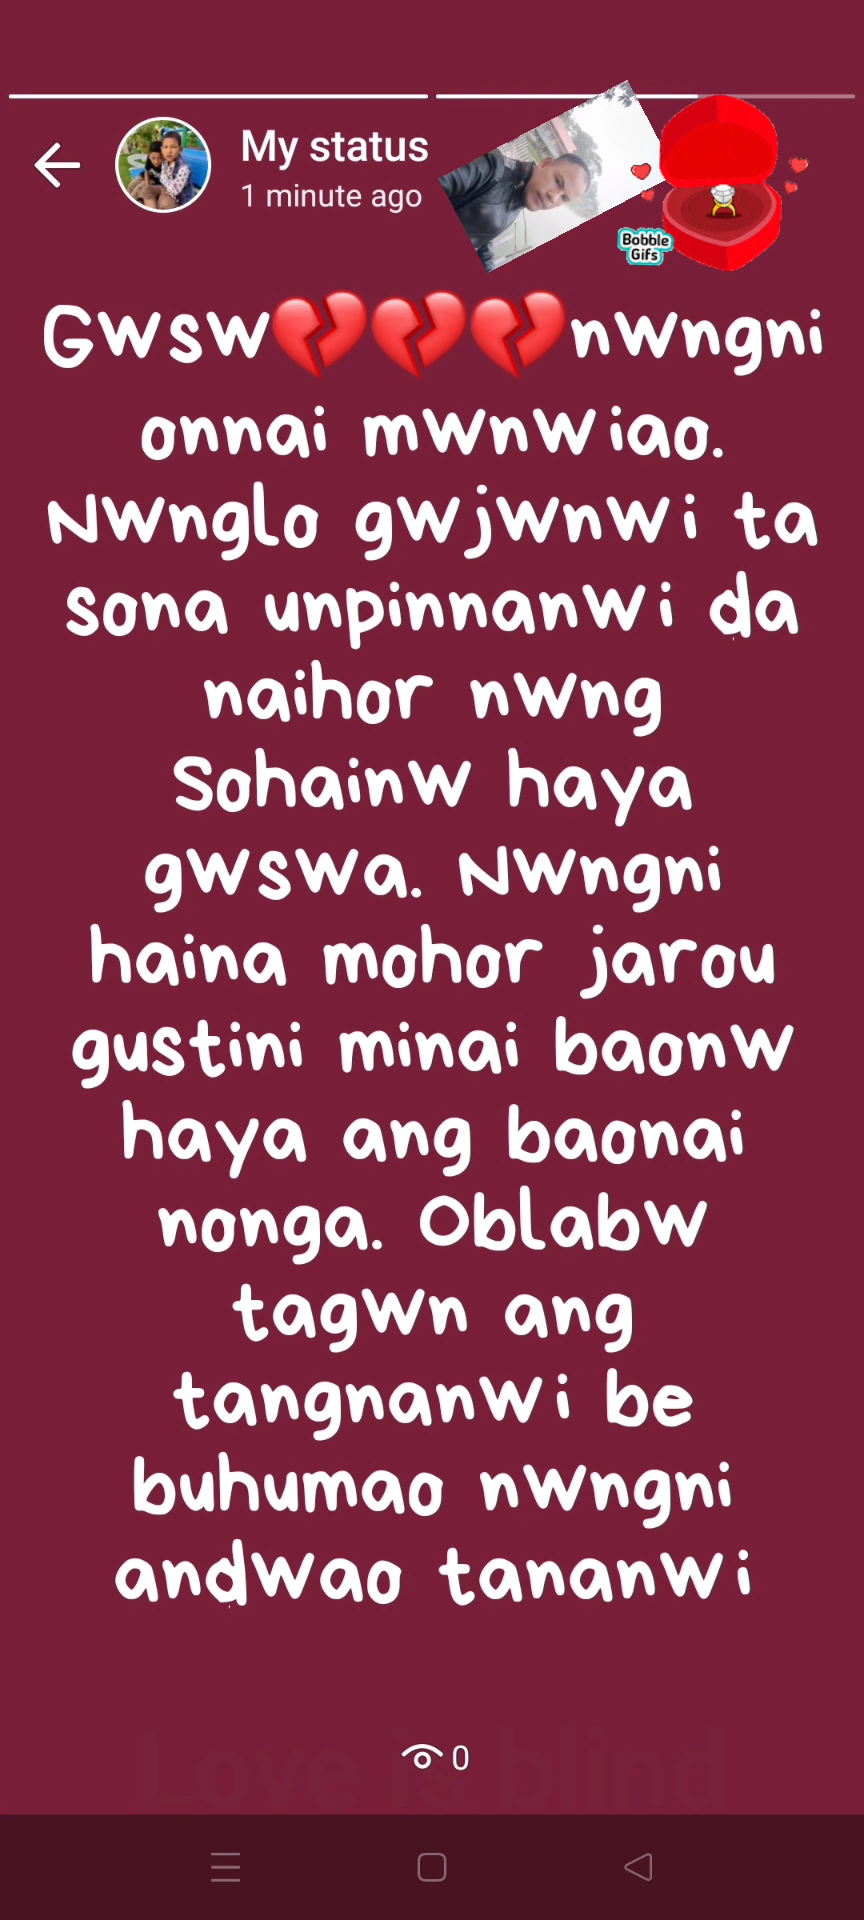 My status
1 minute ago
Bobble
Gifs
Gwsw💔💔💔nwngni
onnai mwnwiao.
Nwnglo gwjwnwi ta
sona unpinnanwi da
naihor nwng
Sohainw haya
gwswa. Nwngni
haina mohor jarou
gustini minai baonw
haya ang baonai
nonga. Oblabw
tagwn ang
tangnanwi be
buhumao nwngni
andwao tananwi
Love is blind
0